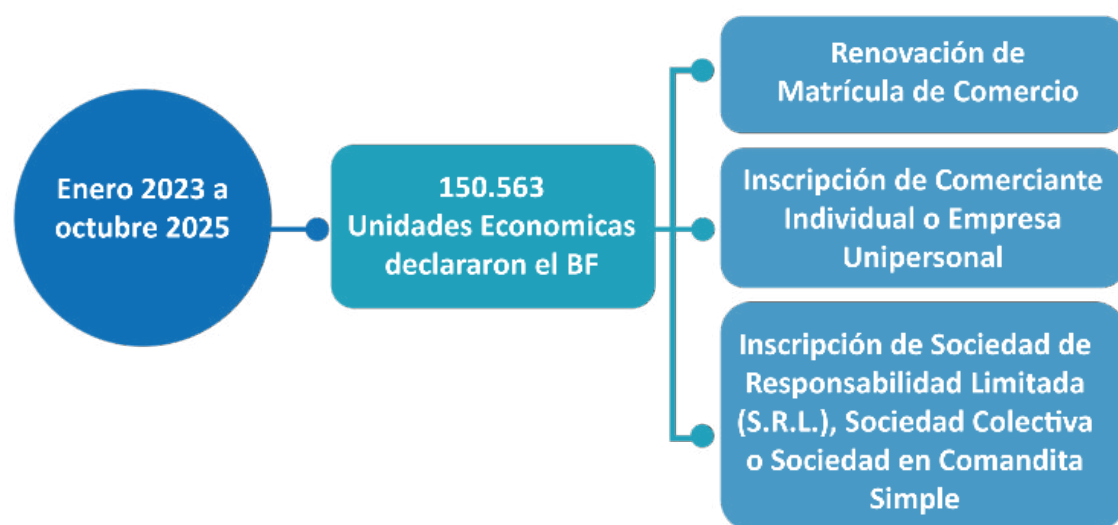 Enero 2023 a
octubre 2025
150.563
Unidades Economicas
declararon el BF
Renovación de
Matrícula de Comercio
Inscripción de Comerciante
Individual o Empresa
Unipersonal
Inscripción de Sociedad de
Responsabilidad Limitada
(S.R.L.), Sociedad Colectiva
o Sociedad en Comandita
Simple